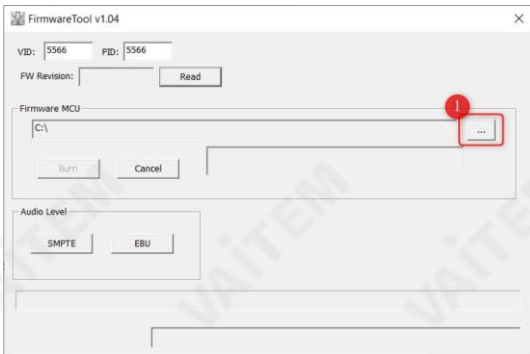 FirmwareTool v1.04
VID: 5566 PID: 5566
FW Revision: Read
Firmware MCU
1
C:\ ...
Burn Cancel
Audio Level
SMPTE EBU
VAITEM
VAITEM
VAITEM